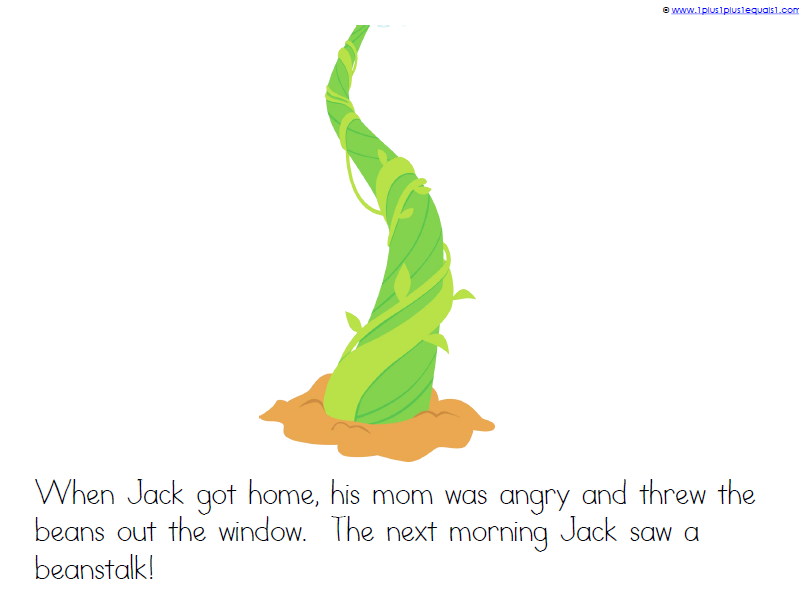 © www.1plus1plus1equals1.com
When Jack got home, his mom was angry and threw the
beans out the window.  The next morning Jack saw a
beanstalk!